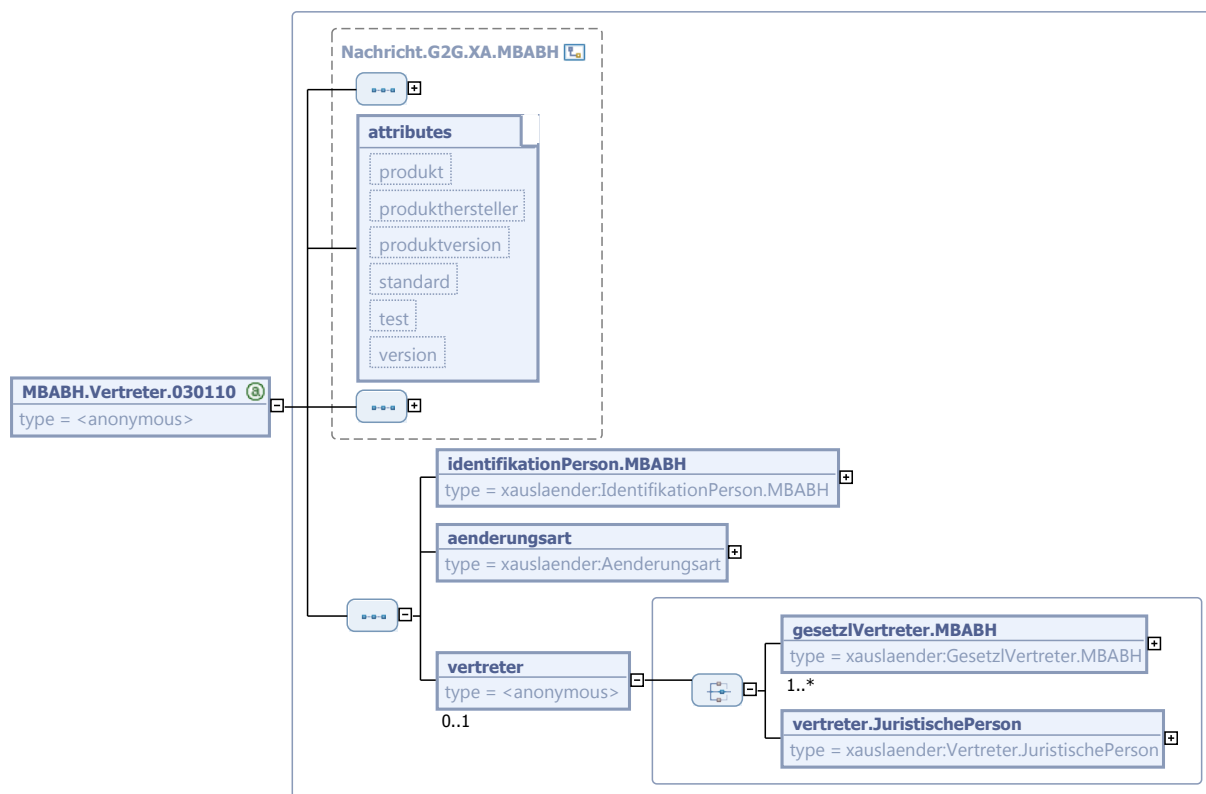 Nachricht.G2G.XA.MBABH
attributes
produkt
produkthersteller
produktversion
standard
test
version
MBABH.Vertreter.030110 a
type = <anonymous>
identifikationPerson.MBABH
type = xauslaender:IdentifikationPerson.MBABH
aenderungsart
type = xauslaender:Aenderungsart
vertreter
type = <anonymous>
0..1
gesetzlVertreter.MBABH
type = xauslaender:GesetzlVertreter.MBABH
1..*
vertreter.JuristischePerson
type = xauslaender:Vertreter.JuristischePerson